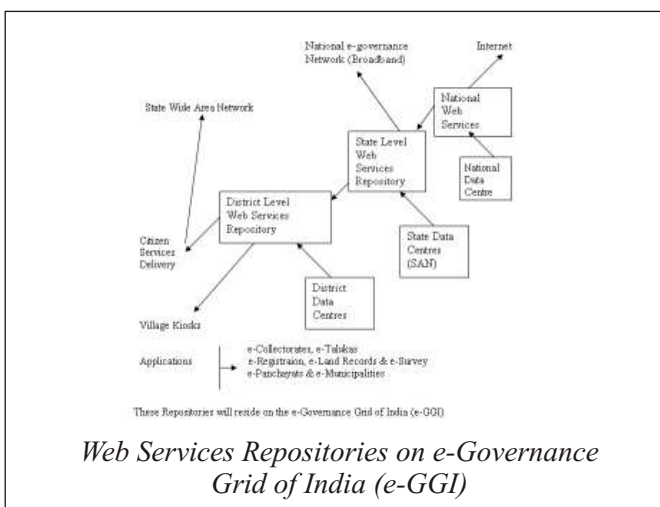 National e-governance
Network (Broadband)
Internet
State Wide Area Network
National
Web
Services
State Level
Web
Services
Repository
National
Data
Centre
District Level
Web Services
Repository
State Data
Centres
(SAN)
Citizen
Services
Delivery
District
Data
Centres
Village Kiosks
Applications
e-Collectorates, e-Talukas
e-Registraion, e-Land Records & e-Survey
e-Panchayats & e-Municipalities
These Repositories will reside on the e-Governance Grid of India (e-GGI)
Web Services Repositories on e-Governance
Grid of India (e-GGI)